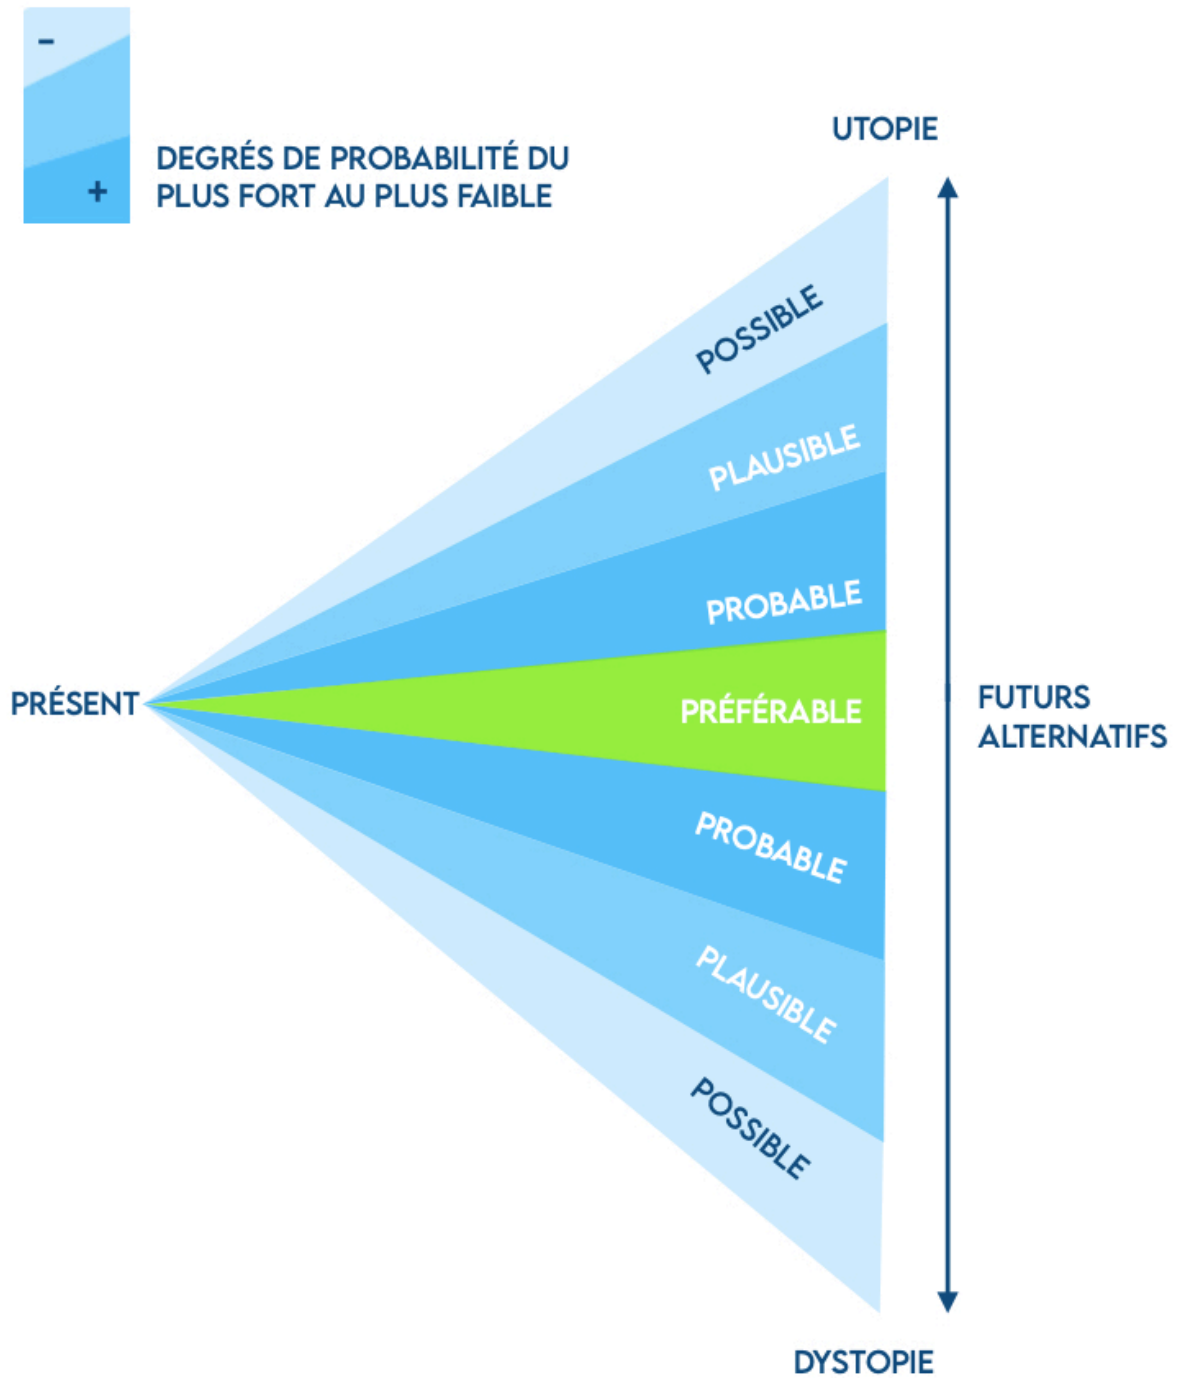 -
+
DEGRÉS DE PROBABILITÉ DU
PLUS FORT AU PLUS FAIBLE
UTOPIE
POSSIBLE
PLAUSIBLE
PROBABLE
PRÉSENT
PRÉFÉRABLE
FUTURS
ALTERNATIFS
PROBABLE
PLAUSIBLE
POSSIBLE
DYSTOPIE